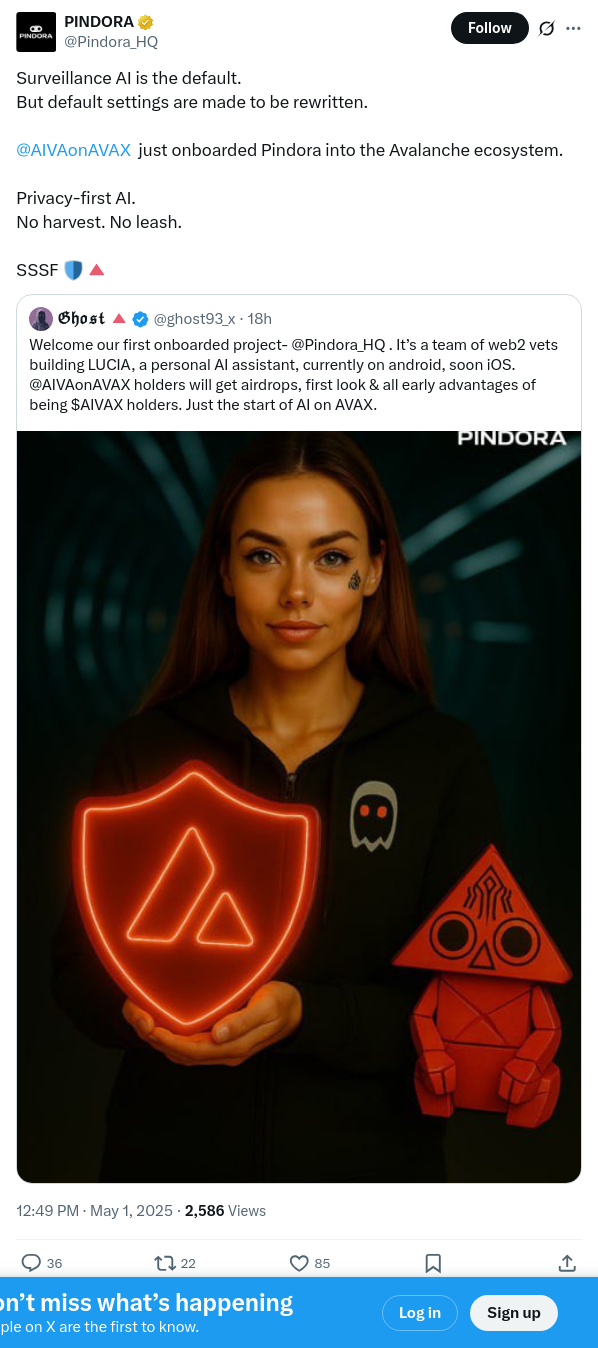 PINDORA
@Pindora_HQ
Follow
PINDORA
Surveillance AI is the default.
But default settings are made to be rewritten.
@AIVAonAVAX just onboarded Pindora into the Avalanche ecosystem.
Privacy-first AI.
No harvest. No leash.
SSSF 🛡️🔺
𝕲𝖍𝖔𝖘𝖙 🔺 @ghost93_x · 18h
Welcome our first onboarded project- @Pindora_HQ . It’s a team of web2 vets
building LUCIA, a personal AI assistant, currently on android, soon iOS.
@AIVAonAVAX holders will get airdrops, first look & all early advantages of
being $AIVAX holders. Just the start of AI on AVAX.
PINDORA
12:49 PM · May 1, 2025 · 2,586 Views
36
22
85
on’t miss what’s happening
ple on X are the first to know.
Log in
Sign up